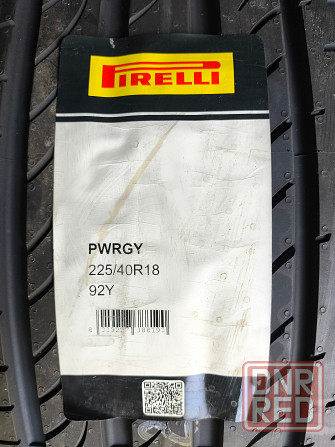 PIRELLI
PWRGY
225/40R18
92Y
DNR
RED